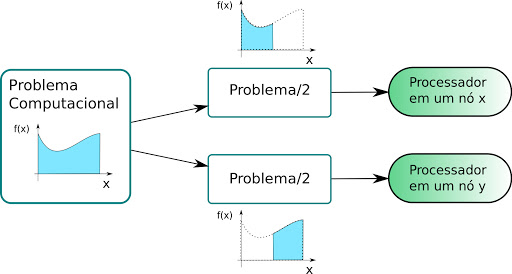 f(x)
x
Problema
Computacional
f(x)
x
Problema/2
Processador
em um nó x
Problema/2
Processador
em um nó y
f(x)
x